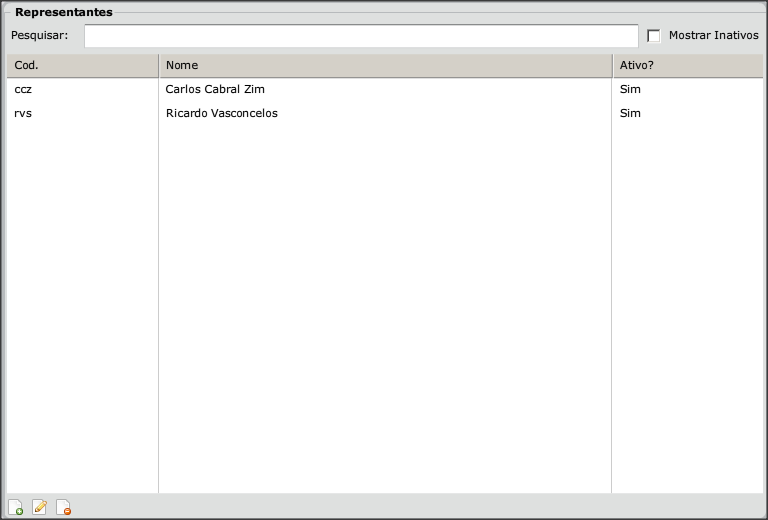 Representantes
Pesquisar: Mostrar Inativos
Cod. Nome Ativo?
ccz Carlos Cabral Zim Sim
rvs Ricardo Vasconcelos Sim